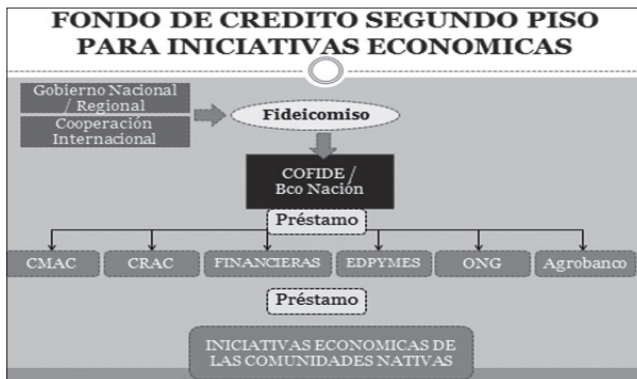 FONDO DE CREDITO SEGUNDO PISO
PARA INICIATIVAS ECONOMICAS
Gobierno Nacional
/ Regional
Cooperación
Internacional
Fideicomiso
COFIDE /
Bco Nación
Préstamo
CMAC
CRAC
FINANCIERAS
EDPYMES
ONG
Agrobanco
Préstamo
INICIATIVAS ECONOMICAS DE
LAS COMUNIDADES NATIVAS